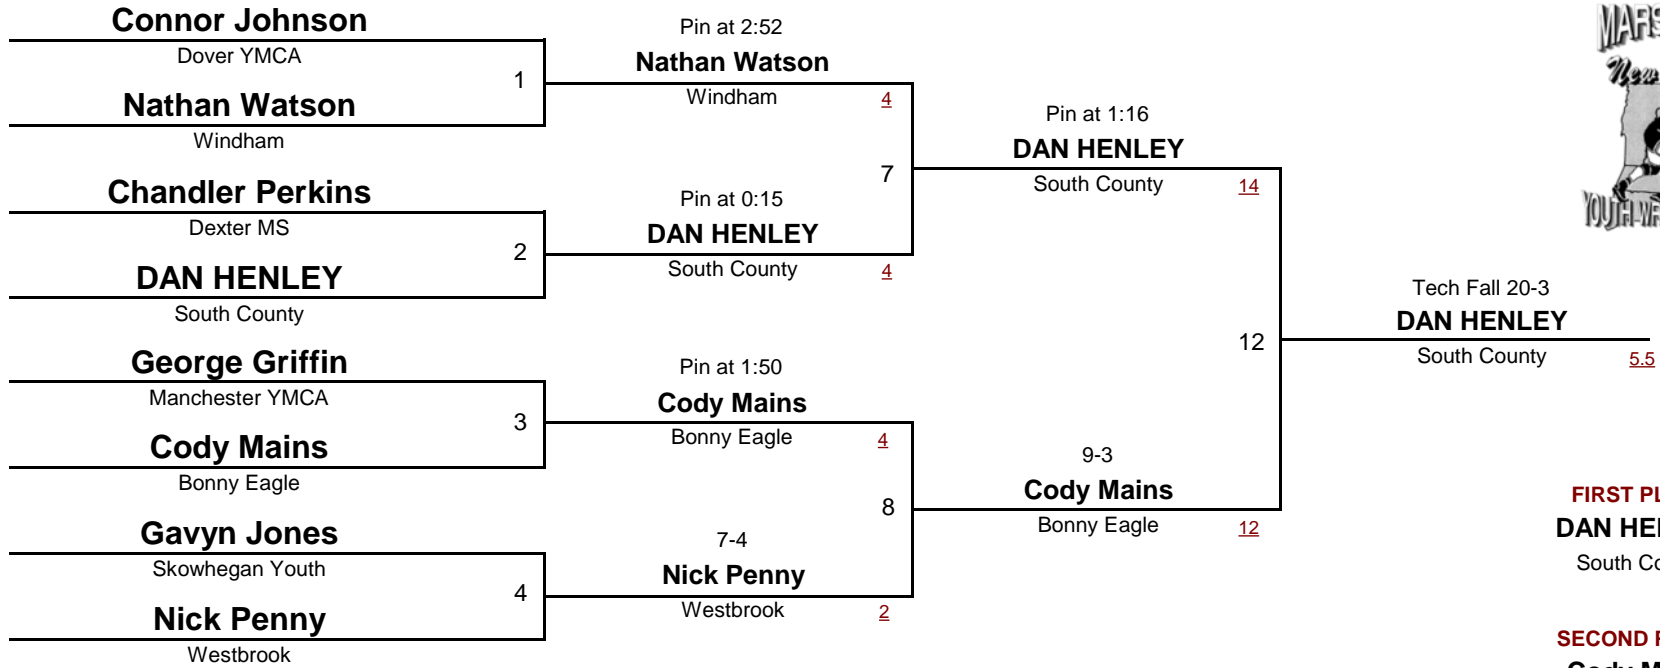 Connor Johnson
Dover YMCA
1
Nathan Watson
Windham
Chandler Perkins
Dexter MS
2
DAN HENLEY
South County
George Griffin
Manchester YMCA
3
Cody Mains
Bonny Eagle
Gavyn Jones
Skowhegan Youth
4
Nick Penny
Westbrook
Pin at 2:52
Nathan Watson
Windham 4
7
Pin at 0:15
DAN HENLEY
South County 4
Pin at 1:50
Cody Mains
Bonny Eagle 4
8
7-4
Nick Penny
Westbrook 2
Pin at 1:16
DAN HENLEY
South County 14
12
9-3
Cody Mains
Bonny Eagle 12
Tech Fall 20-3
DAN HENLEY
South County 5.5
FIRST
DAN
South
SECOND
Cody